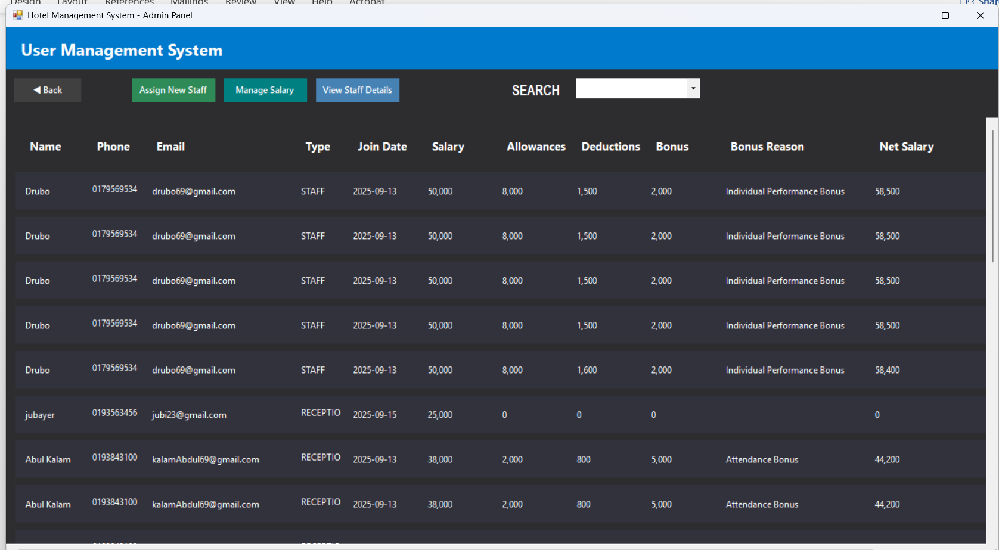 Design Layout References Mailings Review View Help Acrobat
Hotel Management System - Admin Panel
User Management System
◀ Back Assign New Staff Manage Salary View Staff Details SEARCH
Name Phone Email Type Join Date Salary Allowances Deductions Bonus Bonus Reason Net Salary
Drubo 0179569534 drubo69@gmail.com STAFF 2025-09-13 50,000 8,000 1,500 2,000 Individual Performance Bonus 58,500
Drubo 0179569534 drubo69@gmail.com STAFF 2025-09-13 50,000 8,000 1,500 2,000 Individual Performance Bonus 58,500
Drubo 0179569534 drubo69@gmail.com STAFF 2025-09-13 50,000 8,000 1,500 2,000 Individual Performance Bonus 58,500
Drubo 0179569534 drubo69@gmail.com STAFF 2025-09-13 50,000 8,000 1,500 2,000 Individual Performance Bonus 58,500
Drubo 0179569534 drubo69@gmail.com STAFF 2025-09-13 50,000 8,000 1,600 2,000 Individual Performance Bonus 58,400
jubayer 0193563456 jubi23@gmail.com RECEPTIO 2025-09-15 25,000 0 0 0 0
Abul Kalam 0193843100 kalamAbdul69@gmail.com RECEPTIO 2025-09-13 38,000 2,000 800 5,000 Attendance Bonus 44,200
Abul Kalam 0193843100 kalamAbdul69@gmail.com RECEPTIO 2025-09-13 38,000 2,000 800 5,000 Attendance Bonus 44,200